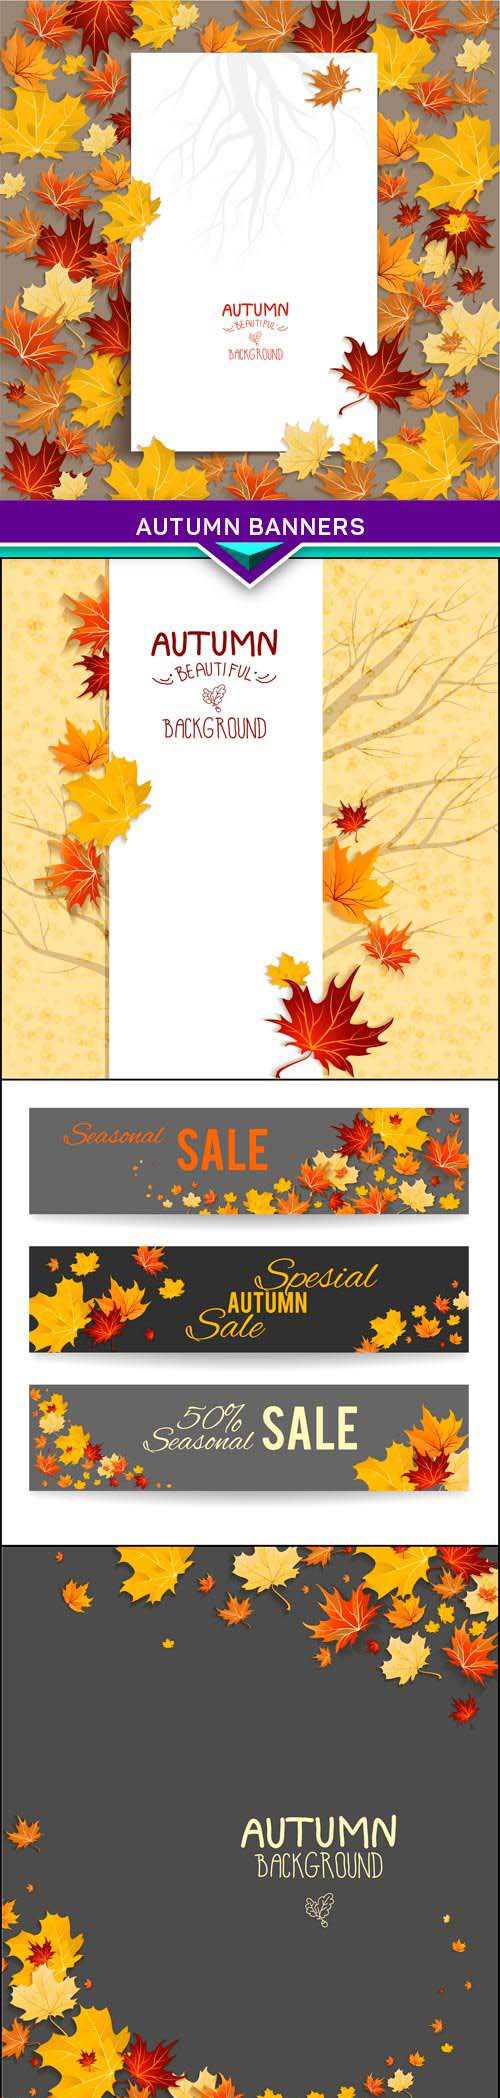 AUTUMN
BEAUTIFUL
BACKGROUND
AUTUMN BANNERS
AUTUMN
BEAUTIFUL
BACKGROUND
Seasonal SALE
Spesial
AUTUMN
Sale
50%
Seasonal SALE
AUTUMN
BACKGROUND